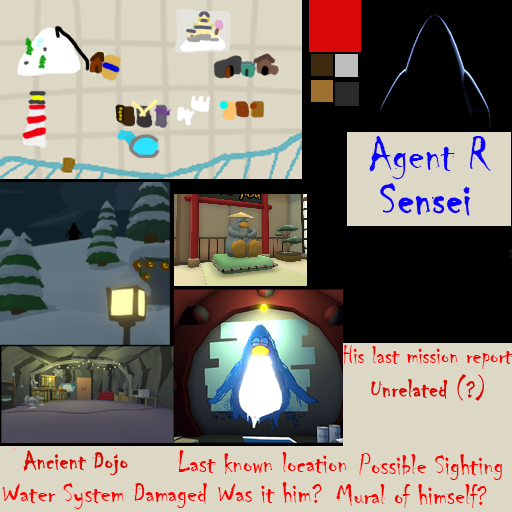 Agent R
Sensei
His last mission report
Unrelated (?)
Ancient Dojo
Last known location
Possible Sighting
Water System Damaged
Was it him?
Mural of himself?